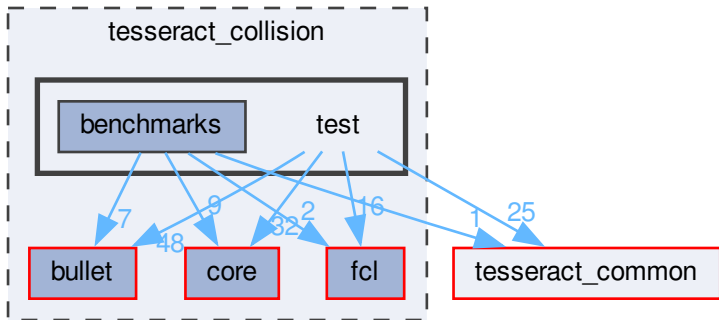 tesseract_collision
benchmarks
test
7
9
2
1
48
32
16
25
bullet
core
fcl
tesseract_common